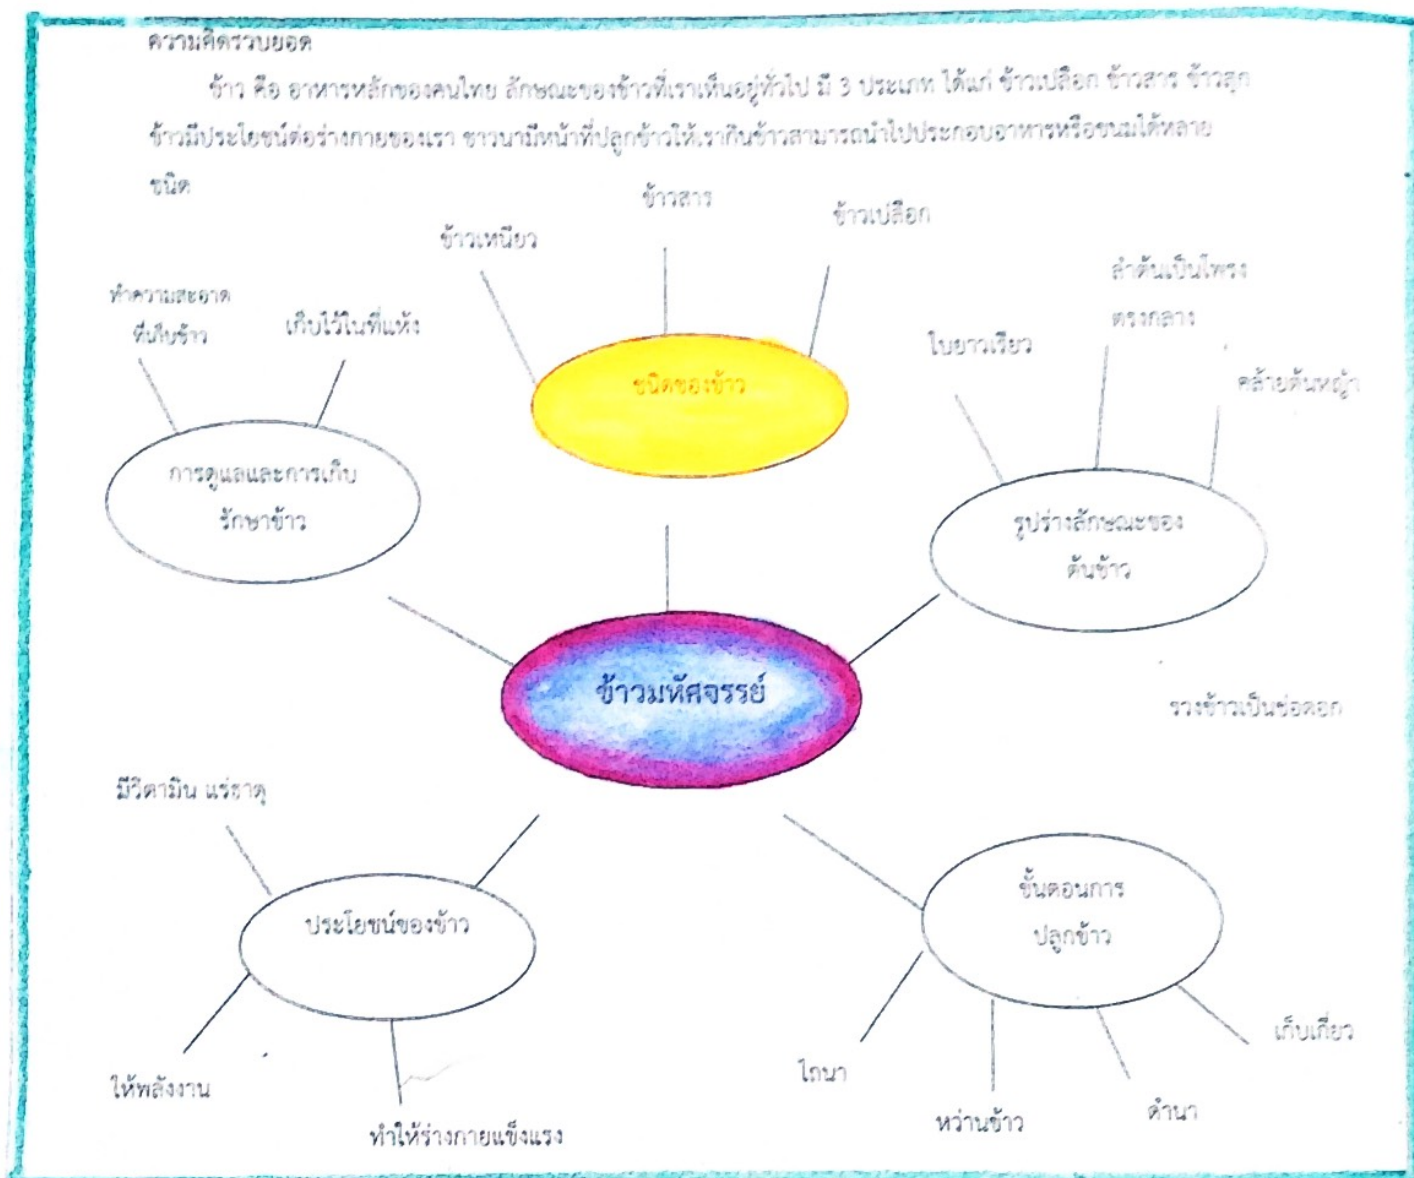 ความคิดรวบยอด
ข้าว คือ อาหารหลักของคนไทย ลักษณะของข้าวที่เราเห็นอยู่ทั่วไป มี 3 ประเภท ได้แก่ ข้าวเปลือก ข้าวสาร ข้าวสุก
ข้าวมีประโยชน์ต่อร่างกายของเรา ชาวนามีหน้าที่ปลูกข้าวให้เรากินข้าวสามารถนำไปประกอบอาหารหรือขนมได้หลาย
ชนิด
ข้าวสาร
ข้าวเปลือก
ข้าวเหนียว
ลำต้นเป็นโพรง
ตรงกลาง
ทำความสะอาด
ที่เก็บข้าว
เก็บไว้ในที่แห้ง
ใบยาวเรียว
คล้ายต้นหญ้า
ชนิดของข้าว
การดูแลและการเก็บ
รักษาข้าว
รูปร่างลักษณะของ
ต้นข้าว
ข้าวมหัศจรรย์
รวงข้าวเป็นช่อดอก
มีวิตามิน แร่ธาตุ
ประโยชน์ของข้าว
ขั้นตอนการ
ปลูกข้าว
ให้พลังงาน
ทำให้ร่างกายแข็งแรง
ไถนา
หว่านข้าว
ดำนา
เก็บเกี่ยว